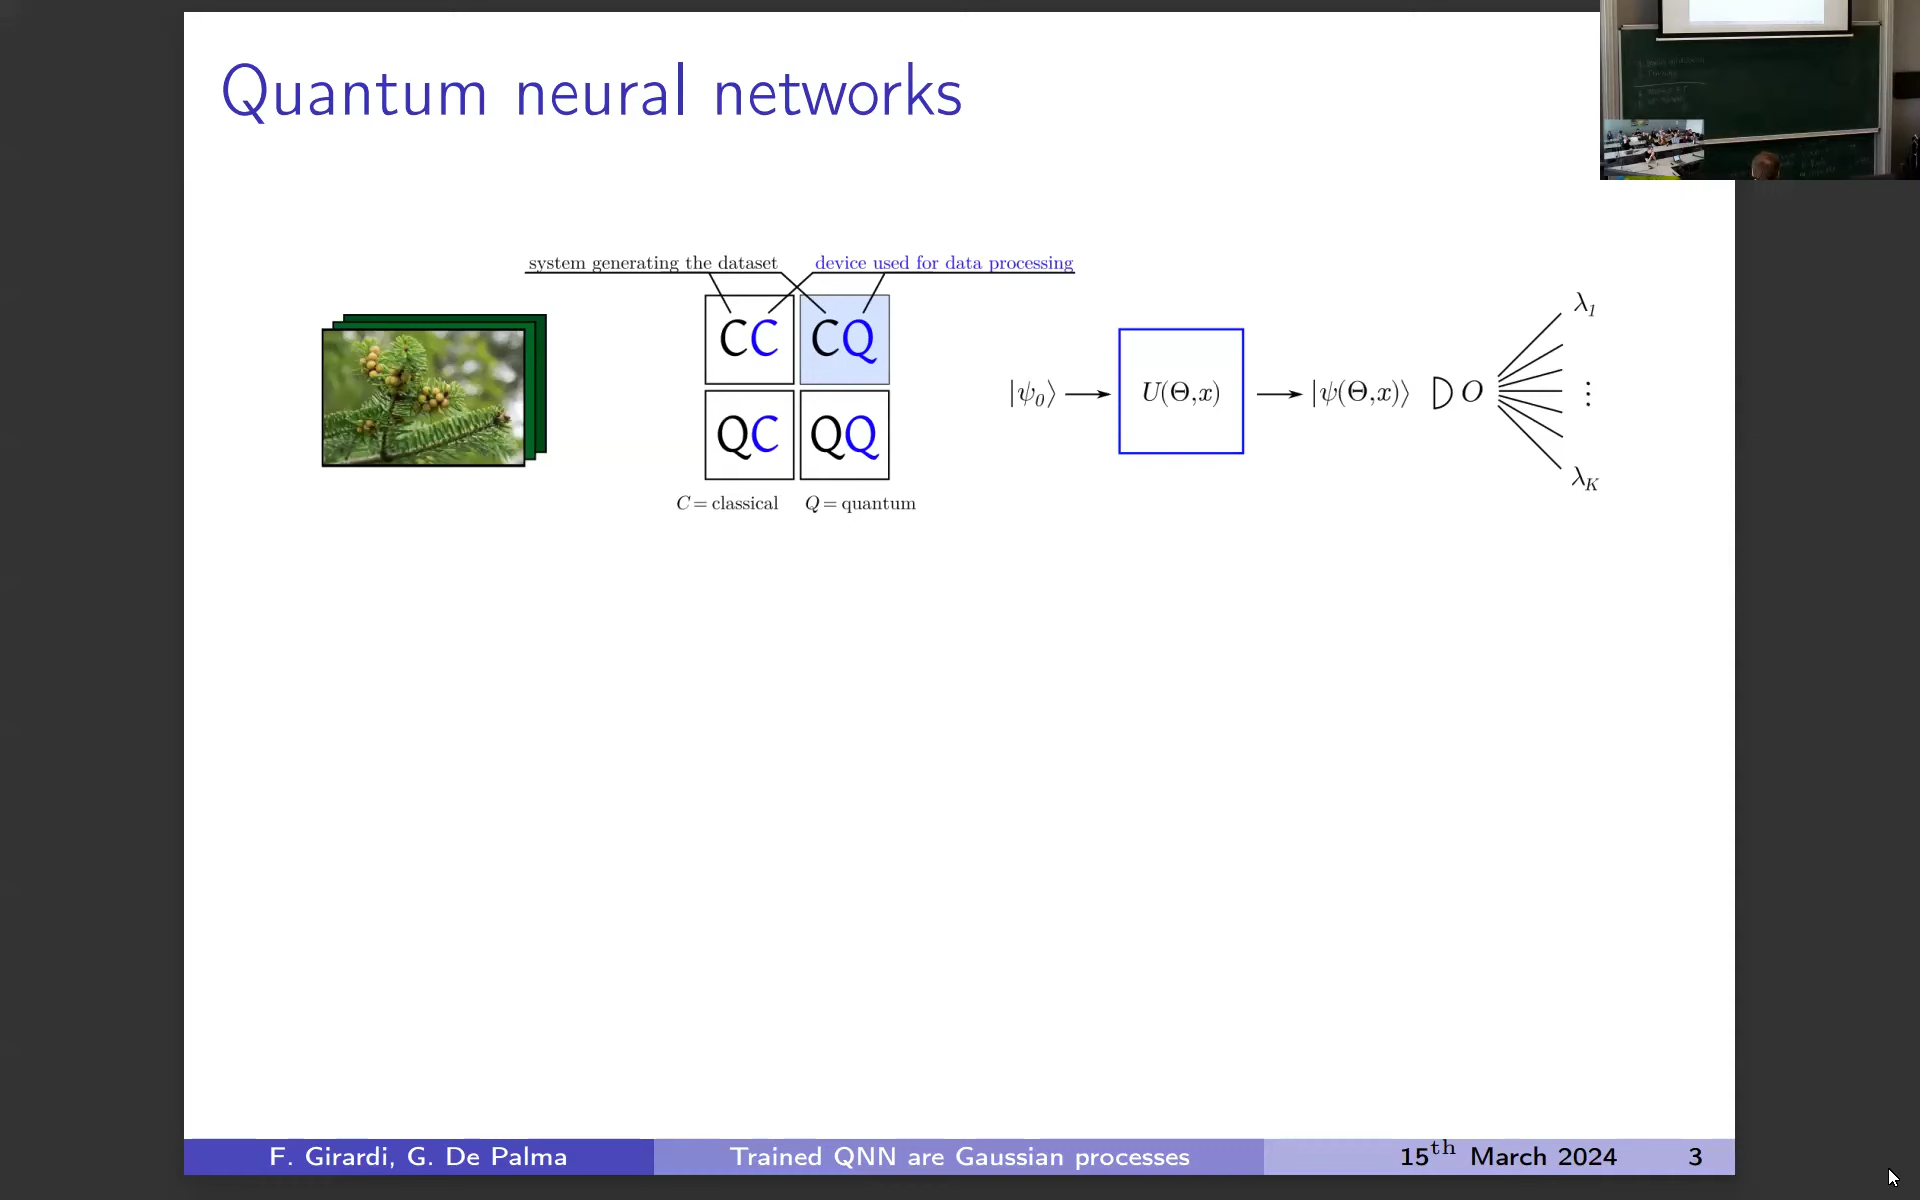 Quantum neural networks
system generating the dataset device used for data processing
CC CQ
QC QQ
C = classical Q = quantum
|ψ₀⟩ → U(Θ,x) → |ψ(Θ,x)⟩ O
λ₁
⋮
λ_K
F. Girardi, G. De Palma Trained QNN are Gaussian processes 15th March 2024 3